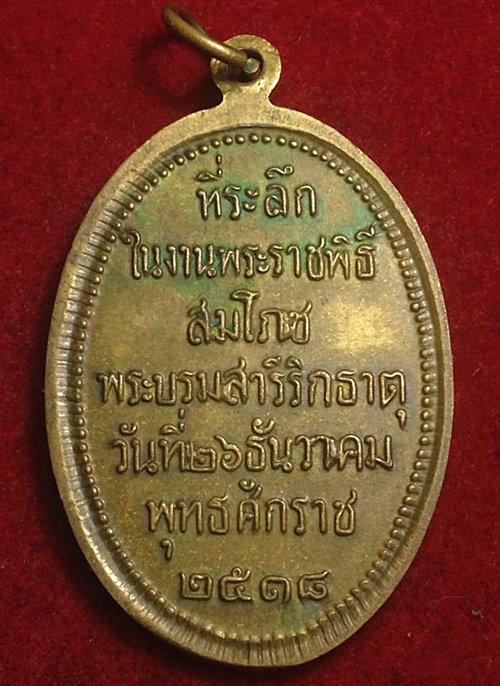 ที่ระลึก
ในงานพระราชพิธี
สมโภช
พระบรมสารีริกธาตุ
วันที่๒๖ธันวาคม
พุทธศักราช
๒๕๑๘